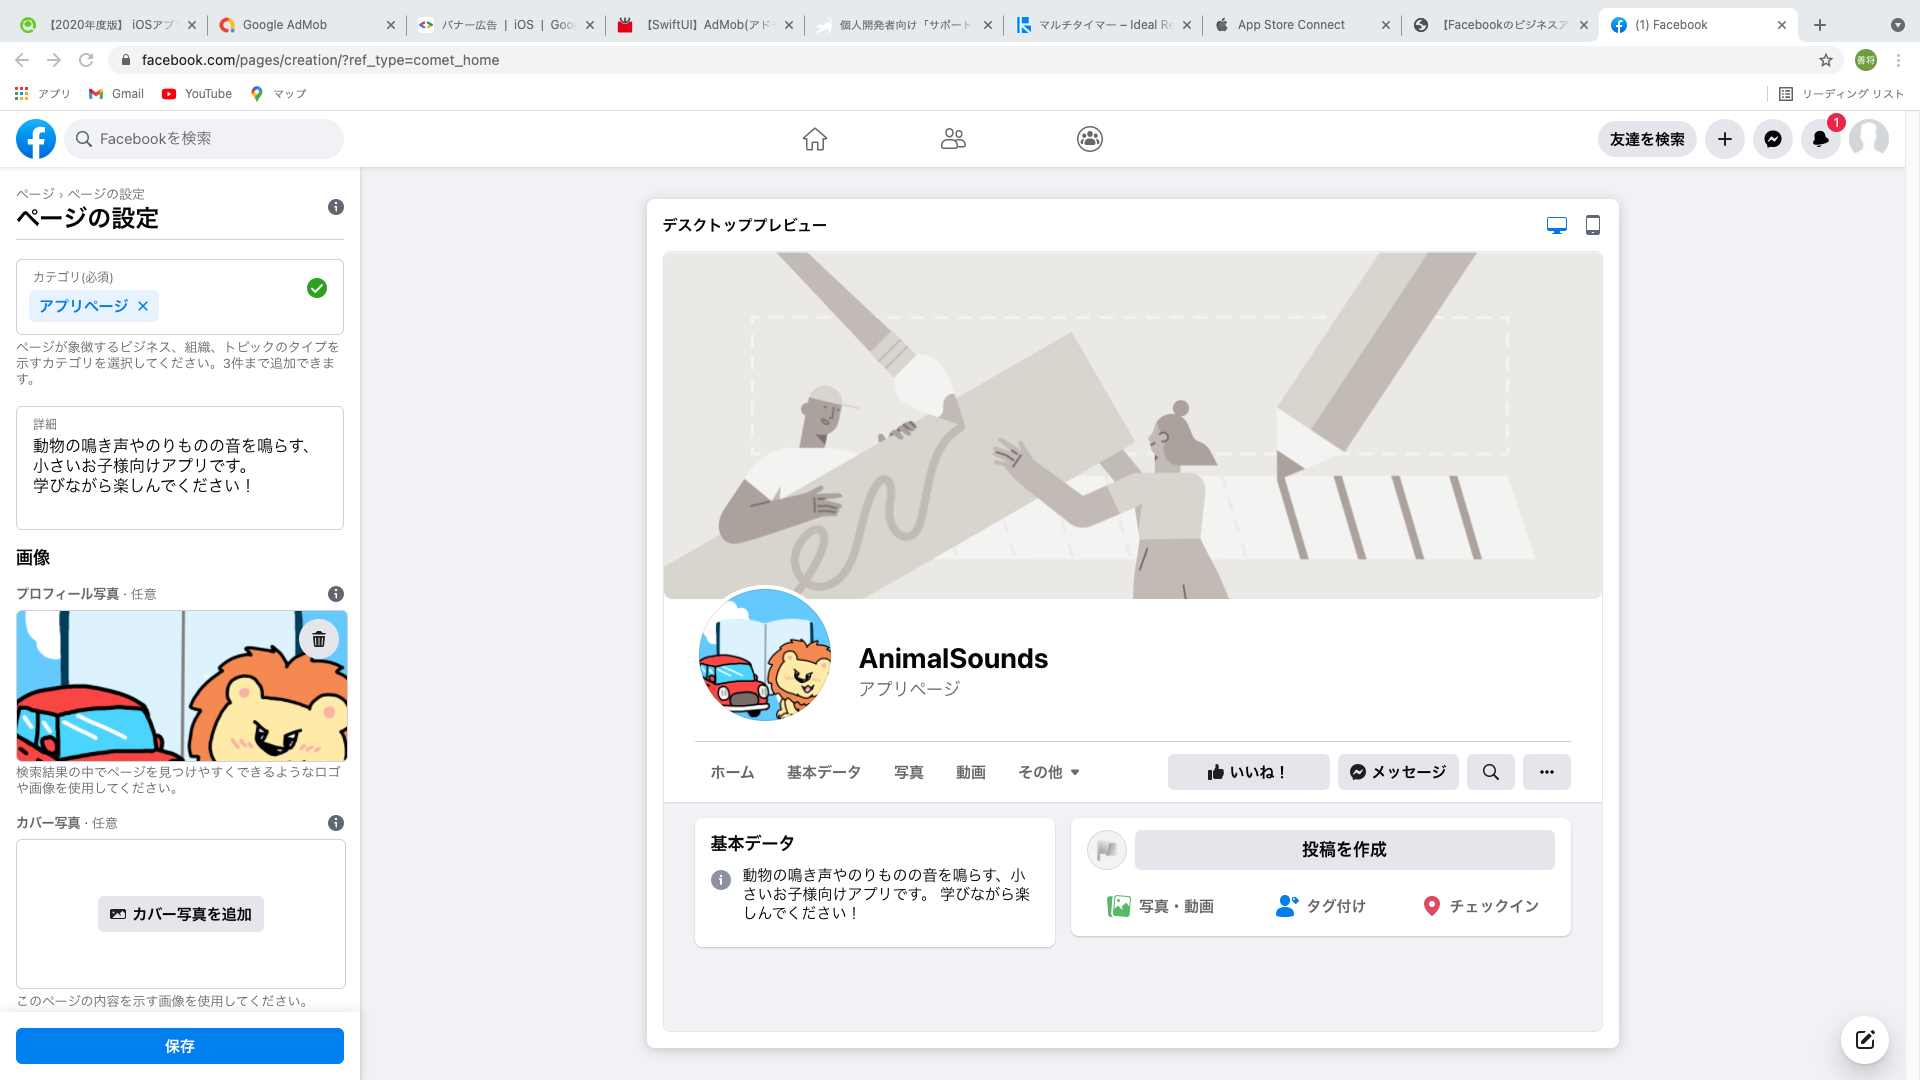 【2020年度版】 iOSアプ
Google AdMob
バナー広告 | iOS | Goo
【SwiftUI】AdMob(アド
個人開発者向け「サポート
マルチタイマー – Ideal Re
App Store Connect
【Facebookのビジネスア
(1) Facebook
facebook.com/pages/creation/?ref_type=comet_home
善将
アプリ
Gmail
YouTube
マップ
リーディング リスト
Facebookを検索
友達を検索
1
ページ › ページの設定
ページの設定
カテゴリ(必須)
アプリページ
ページが象徴するビジネス、組織、トピックのタイプを
示すカテゴリを選択してください。3件まで追加できま
す。
詳細
動物の鳴き声やのりものの音を鳴らす、
小さいお子様向けアプリです。
学びながら楽しんでください！
画像
プロフィール写真 · 任意
検索結果の中でページを見つけやすくできるようなロゴ
や画像を使用してください。
カバー写真 · 任意
カバー写真を追加
このページの内容を示す画像を使用してください。
保存
デスクトッププレビュー
AnimalSounds
アプリページ
ホーム
基本データ
写真
動画
その他
いいね！
メッセージ
基本データ
動物の鳴き声やのりものの音を鳴らす、小
さいお子様向けアプリです。 学びながら楽
しんでください！
投稿を作成
写真・動画
タグ付け
チェックイン